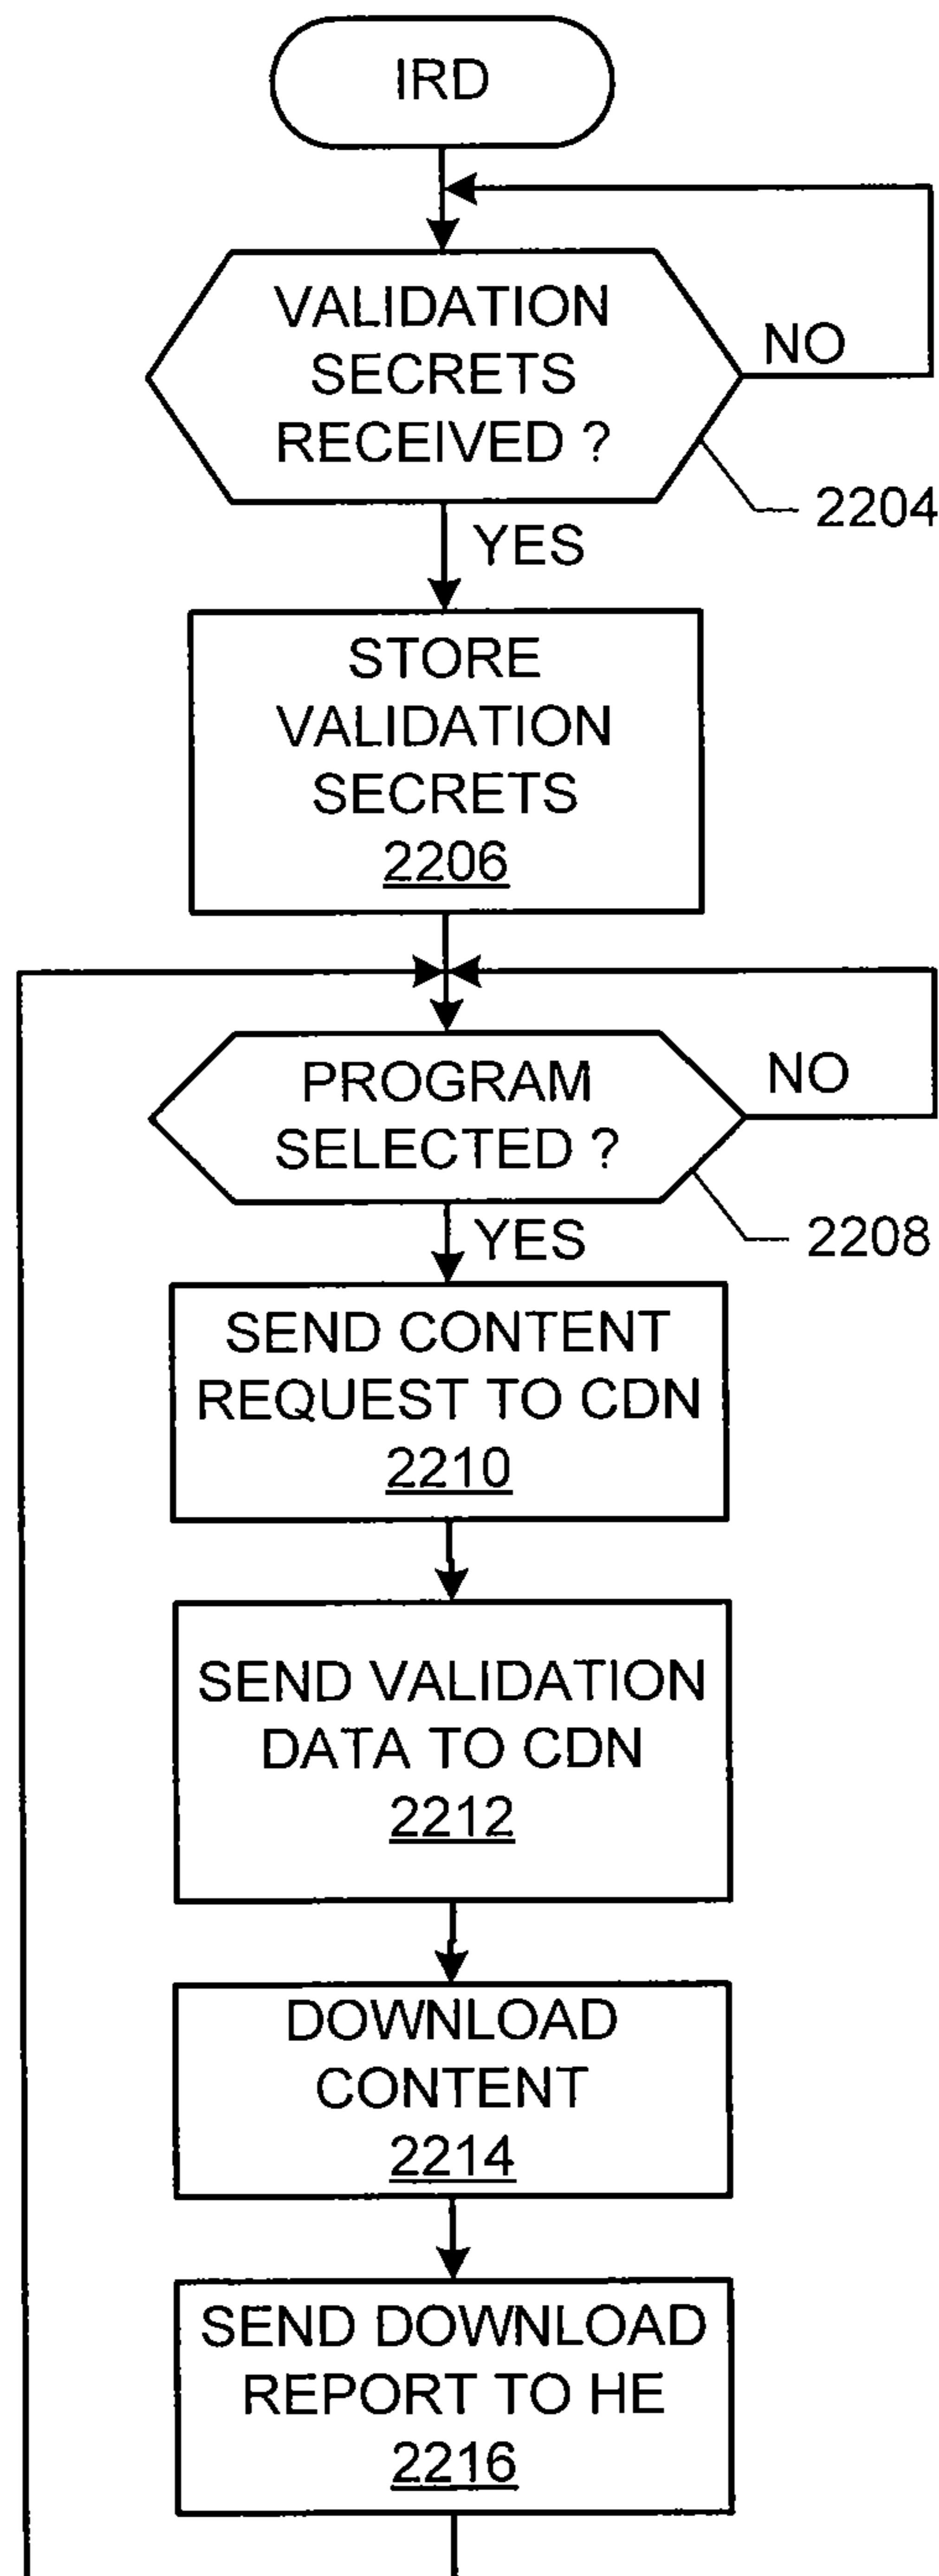 IRD
VALIDATION
SECRETS
RECEIVED ?
NO
2204
YES
STORE
VALIDATION
SECRETS
2206
PROGRAM
SELECTED ?
NO
2208
YES
SEND CONTENT
REQUEST TO CDN
2210
SEND VALIDATION
DATA TO CDN
2212
DOWNLOAD
CONTENT
2214
SEND DOWNLOAD
REPORT TO HE
2216